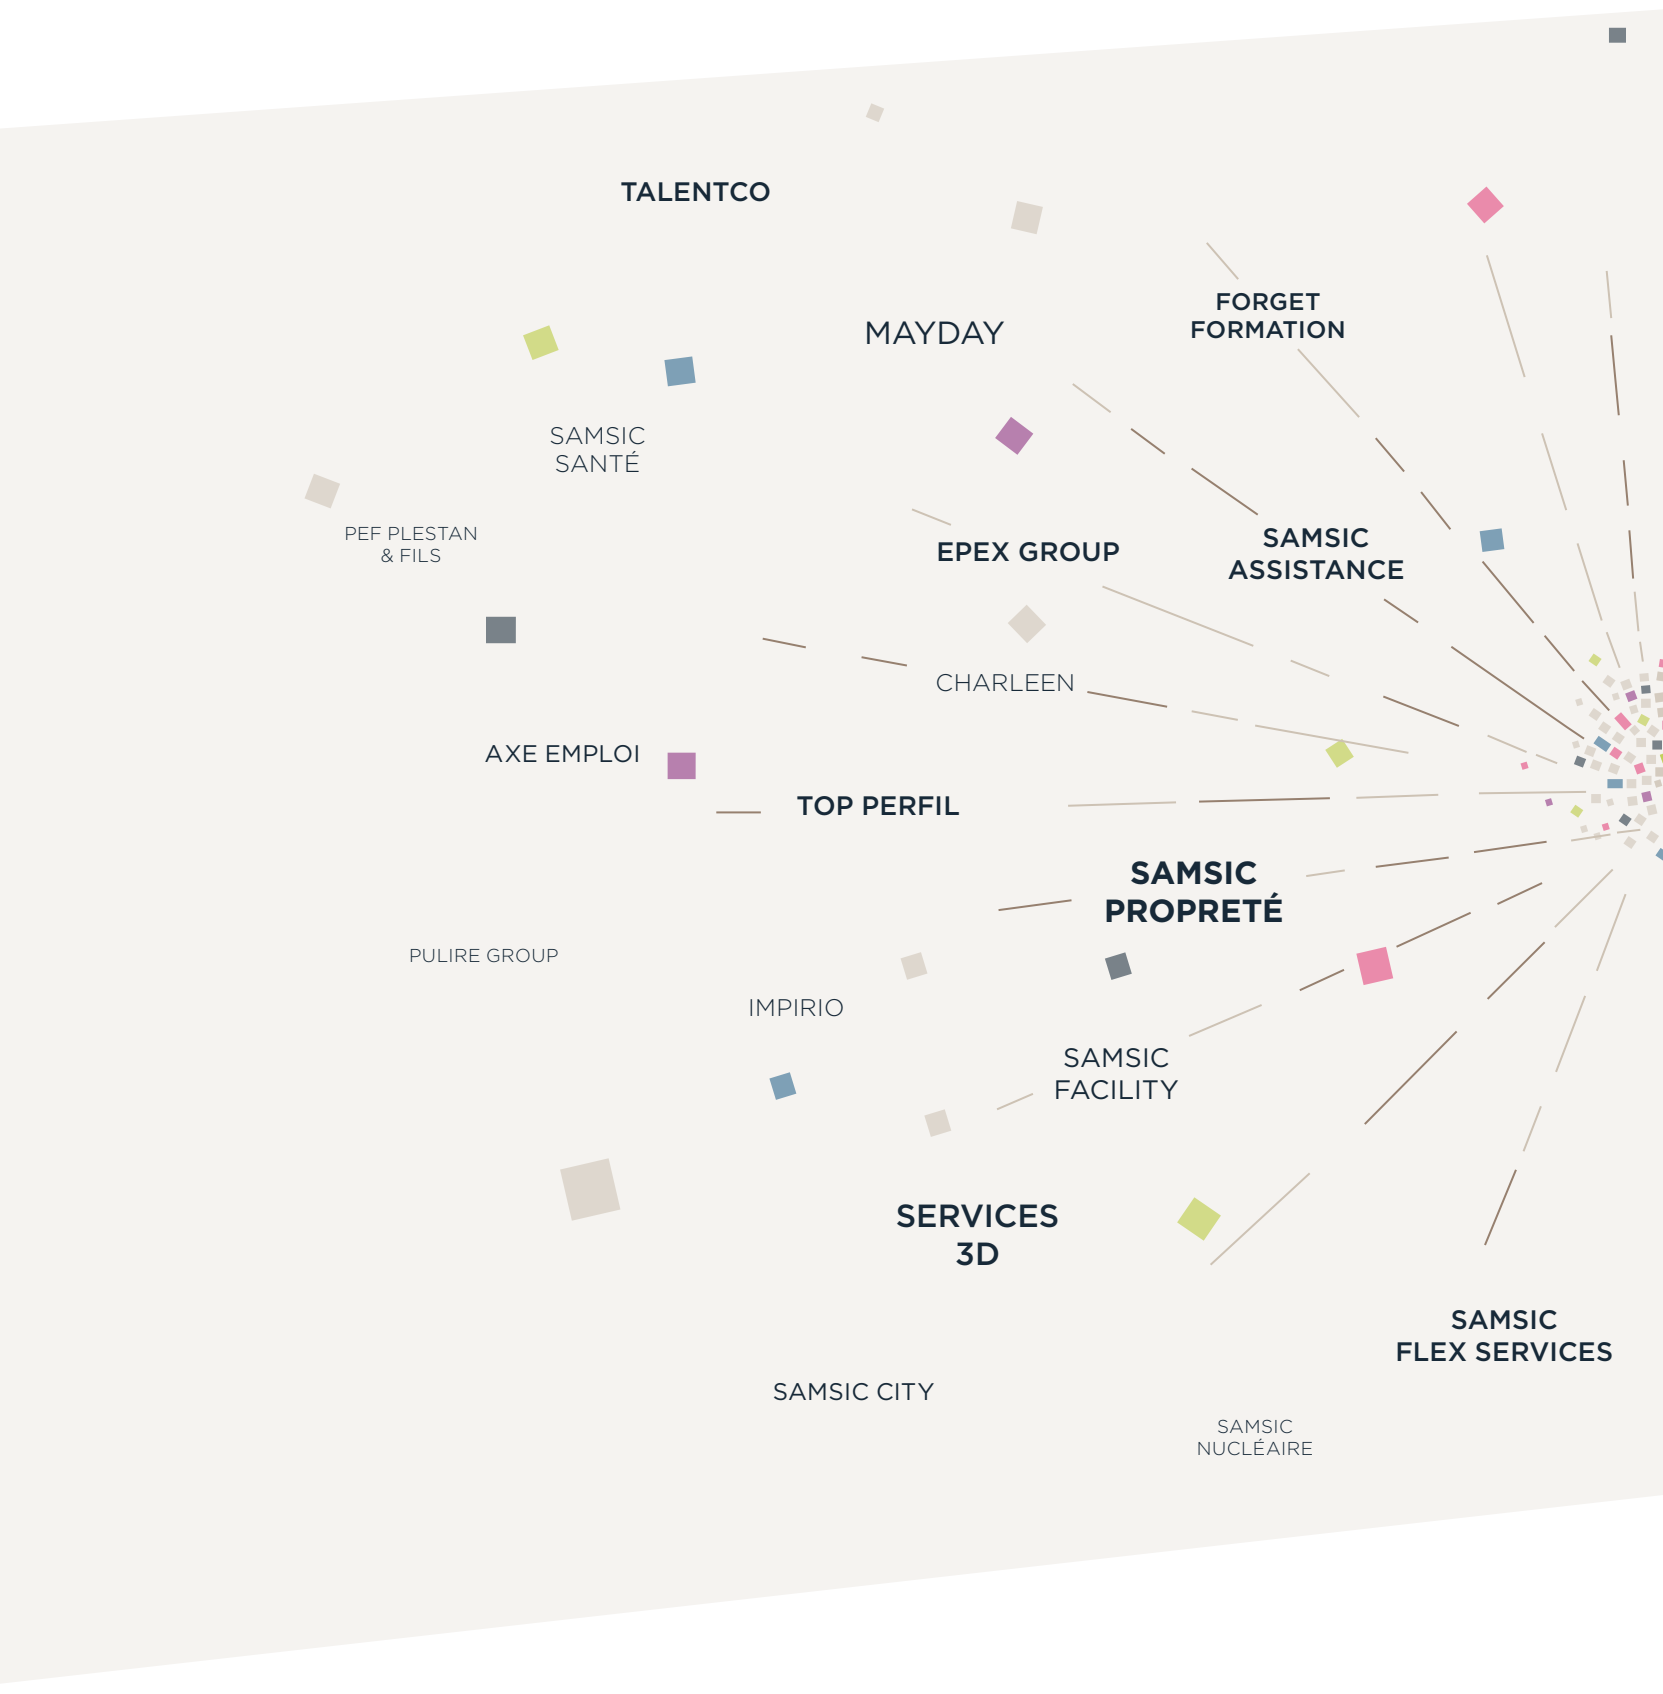 TALENTCO
FORGET
FORMATION
MAYDAY
SAMSIC
SANTÉ
PEF PLESTAN
& FILS
EPEX GROUP
SAMSIC
ASSISTANCE
CHARLEEN
AXE EMPLOI
TOP PERFIL
SAMSIC
PROPRETÉ
PULIRE GROUP
IMPIRIO
SAMSIC
FACILITY
SERVICES
3D
SAMSIC
FLEX SERVICES
SAMSIC CITY
SAMSIC
NUCLÉAIRE